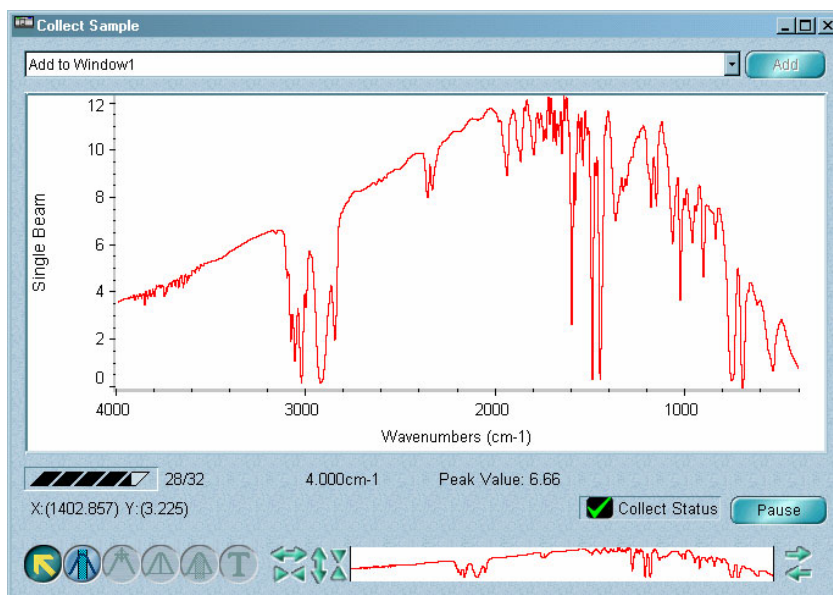 Collect Sample
Add to Window1
Add
12
10
8
6
4
2
0
Single Beam
4000
3000
2000
1000
Wavenumbers (cm-1)
28/32
4.000cm-1
Peak Value: 6.66
X:(1402.857) Y:(3.225)
Collect Status
Pause
T